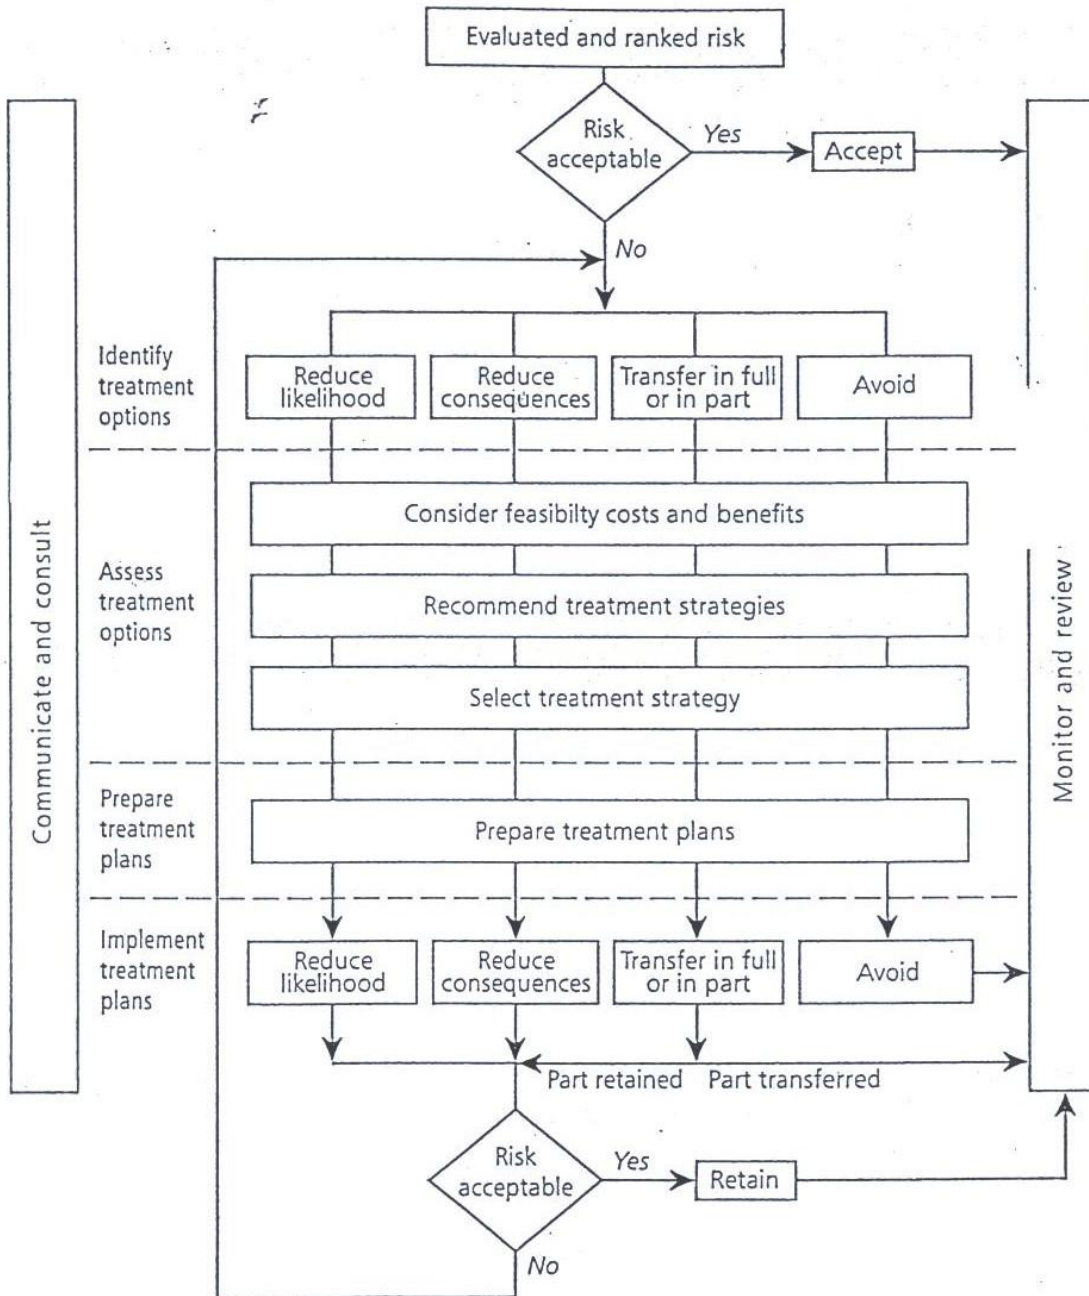 Evaluated and ranked risk
Risk
acceptable
Yes
Accept
No
Identify
treatment
options
Reduce
likelihood
Reduce
consequences
Transfer in full
or in part
Avoid
Consider feasibilty costs and benefits
Assess
treatment
options
Recommend treatment strategies
Select treatment strategy
Communicate and consult
Monitor and review
Prepare
treatment
plans
Prepare treatment plans
Implement
treatment
plans
Reduce
likelihood
Reduce
consequences
Transfer in full
or in part
Avoid
Part retained
Part transferred
Risk
acceptable
Yes
Retain
No